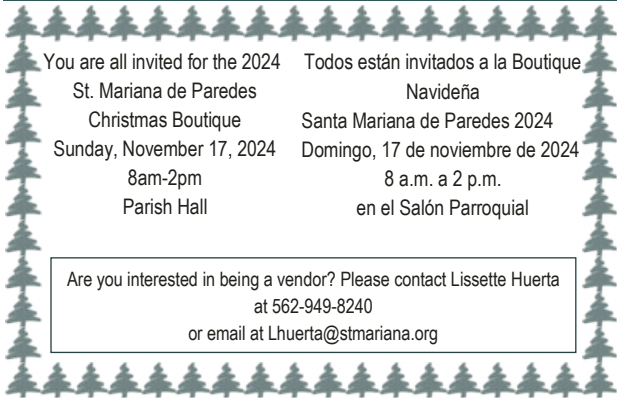 You are all invited for the 2024
St. Mariana de Paredes
Christmas Boutique
Sunday, November 17, 2024
8am-2pm
Parish Hall
Todos están invitados a la Boutique
Navideña
Santa Mariana de Paredes 2024
Domingo, 17 de noviembre de 2024
8 a.m. a 2 p.m.
en el Salón Parroquial
Are you interested in being a vendor? Please contact Lissette Huerta
at 562-949-8240
or email at Lhuerta@stmariana.org